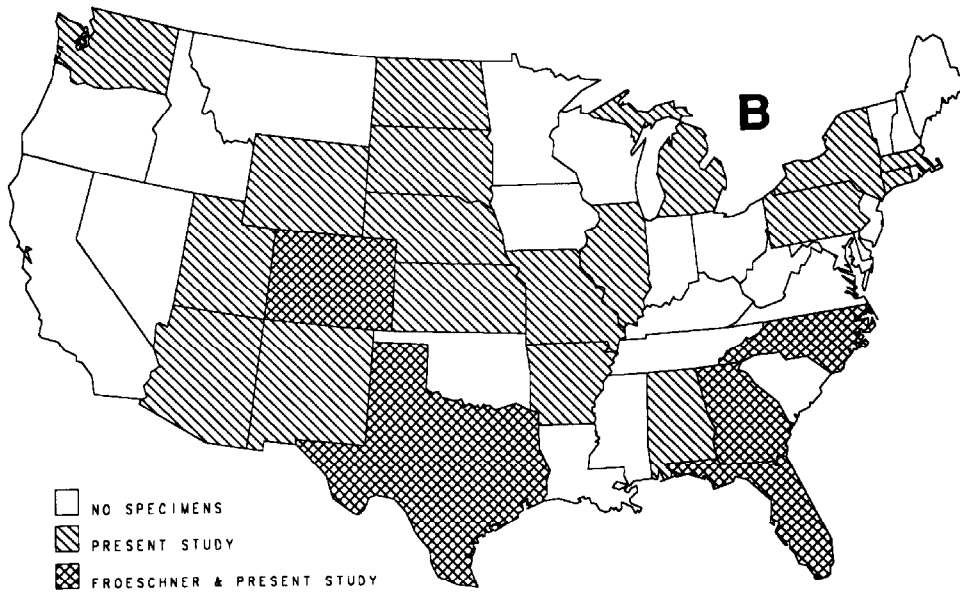 B
NO SPECIMENS
PRESENT STUDY
FROESCHNER & PRESENT STUDY